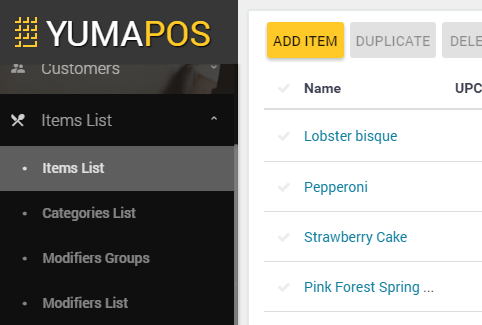 YUMAPOS
Customers
Items List
Items List
Categories List
Modifiers Groups
Modifiers List
ADD ITEM DUPLICATE DELE
Name UPC
Lobster bisque
Pepperoni
Strawberry Cake
Pink Forest Spring ...